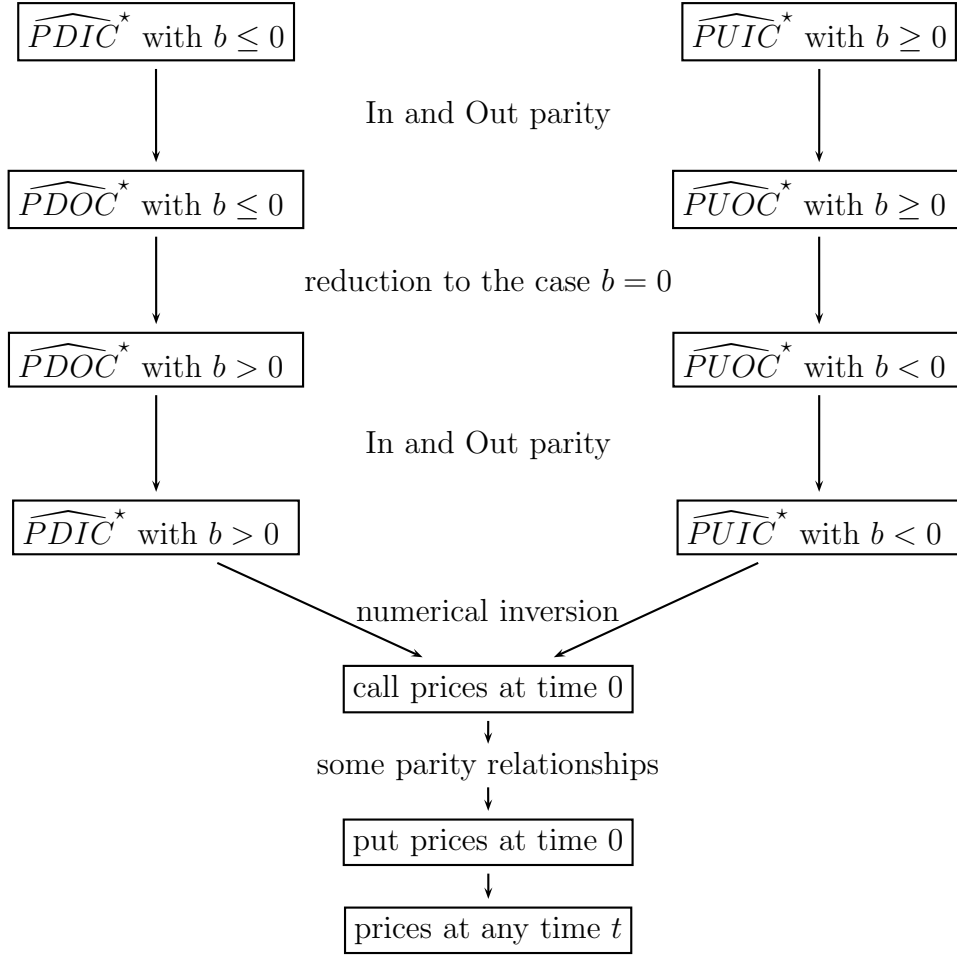 $\widehat{PDIC}^{\star}$ with $b \leq 0$
$\widehat{PUIC}^{\star}$ with $b \geq 0$
In and Out parity
$\widehat{PDOC}^{\star}$ with $b \leq 0$
$\widehat{PUOC}^{\star}$ with $b \geq 0$
reduction to the case $b = 0$
$\widehat{PDOC}^{\star}$ with $b > 0$
$\widehat{PUOC}^{\star}$ with $b < 0$
In and Out parity
$\widehat{PDIC}^{\star}$ with $b > 0$
$\widehat{PUIC}^{\star}$ with $b < 0$
numerical inversion
call prices at time 0
some parity relationships
put prices at time 0
prices at any time $t$